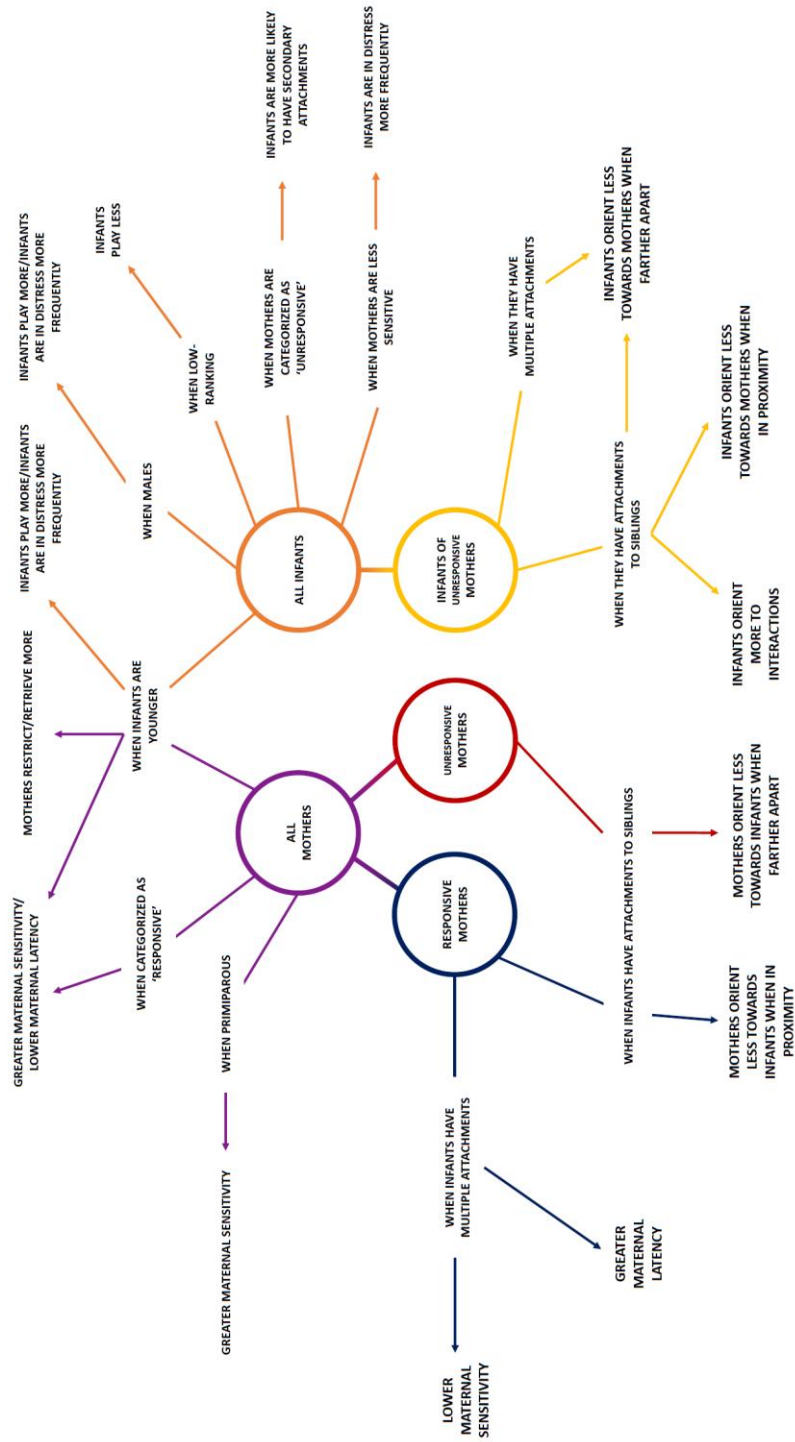 GREATER MATERNAL SENSITIVITY/
LOWER MATERNAL LATENCY
MOTHERS RESTRICT/RETRIEVE MORE
INFANTS PLAY MORE/INFANTS
ARE IN DISTRESS MORE
FREQUENTLY
INFANTS PLAY MORE/INFANTS
ARE IN DISTRESS MORE
FREQUENTLY
INFANTS
PLAY LESS
WHEN CATEGORIZED AS
‘RESPONSIVE’
WHEN INFANTS ARE
YOUNGER
WHEN MALES
WHEN LOW-
RANKING
GREATER MATERNAL SENSITIVITY
WHEN PRIMIPAROUS
ALL
MOTHERS
ALL INFANTS
WHEN MOTHERS ARE
CATEGORIZED AS
‘UNRESPONSIVE’
INFANTS ARE MORE LIKELY
TO HAVE SECONDARY
ATTACHMENTS
WHEN MOTHERS ARE LESS
SENSITIVE
INFANTS ARE IN DISTRESS
MORE FREQUENTLY
LOWER
MATERNAL
SENSITIVITY
WHEN INFANTS HAVE
MULTIPLE ATTACHMENTS
RESPONSIVE
MOTHERS
UNRESPONSIVE
MOTHERS
INFANTS OF
UNRESPONSIVE
MOTHERS
WHEN THEY HAVE
MULTIPLE ATTACHMENTS
GREATER
MATERNAL
LATENCY
WHEN INFANTS HAVE ATTACHMENTS TO SIBLINGS
WHEN THEY HAVE ATTACHMENTS
TO SIBLINGS
INFANTS ORIENT LESS
TOWARDS MOTHERS WHEN
FARTHER APART
MOTHERS ORIENT
LESS TOWARDS
INFANTS WHEN IN
PROXIMITY
MOTHERS ORIENT LESS
TOWARDS INFANTS WHEN
FARTHER APART
INFANTS ORIENT
MORE TO
INTERACTIONS
INFANTS ORIENT LESS
TOWARDS MOTHERS WHEN
IN PROXIMITY